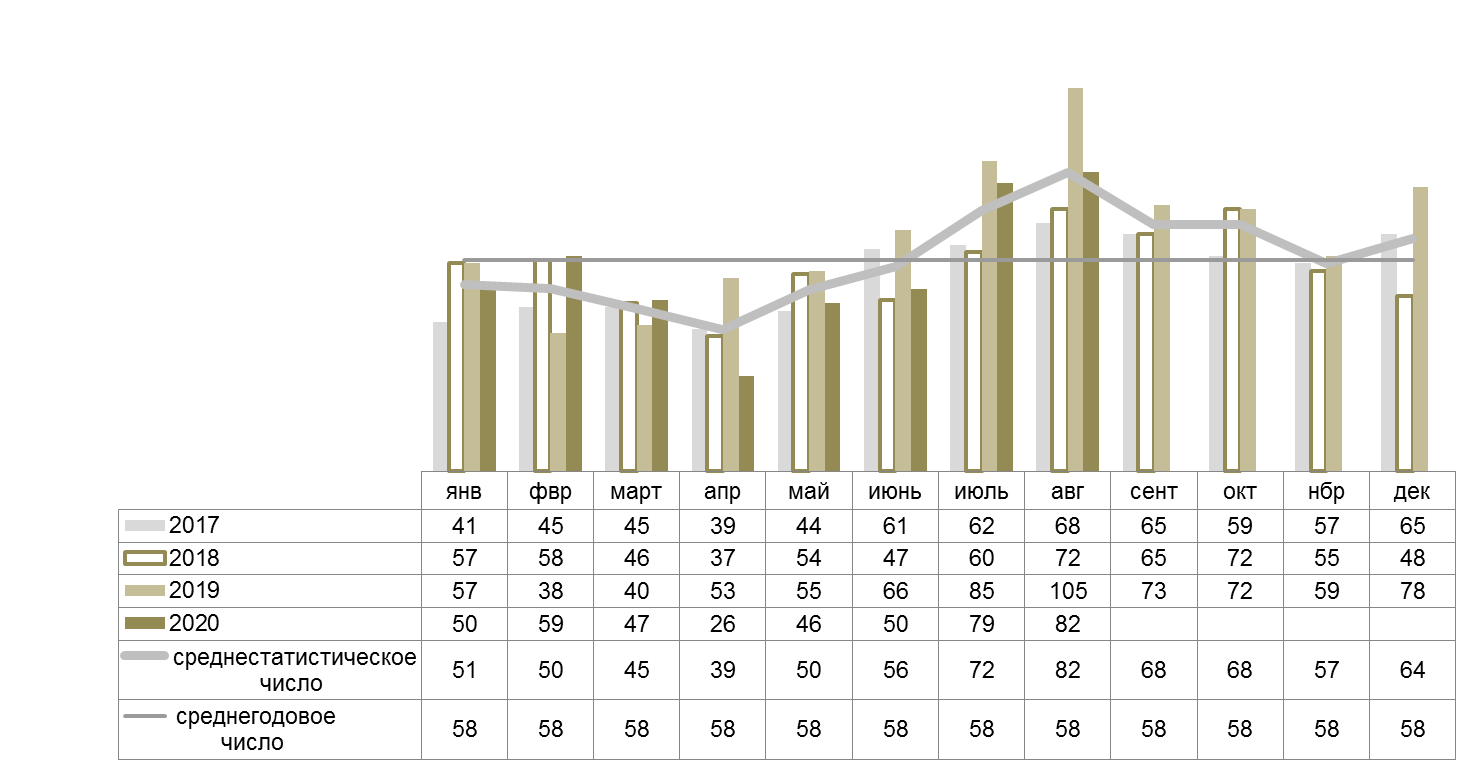 янв фвр март апр май июнь июль авг сент окт нбр дек
2017 41 45 45 39 44 61 62 68 65 59 57 65
2018 57 58 46 37 54 47 60 72 65 72 55 48
2019 57 38 40 53 55 66 85 105 73 72 59 78
2020 50 59 47 26 46 50 79 82
среднестатистическое
число 51 50 45 39 50 56 72 82 68 68 57 64
среднегодовое
число 58 58 58 58 58 58 58 58 58 58 58 58